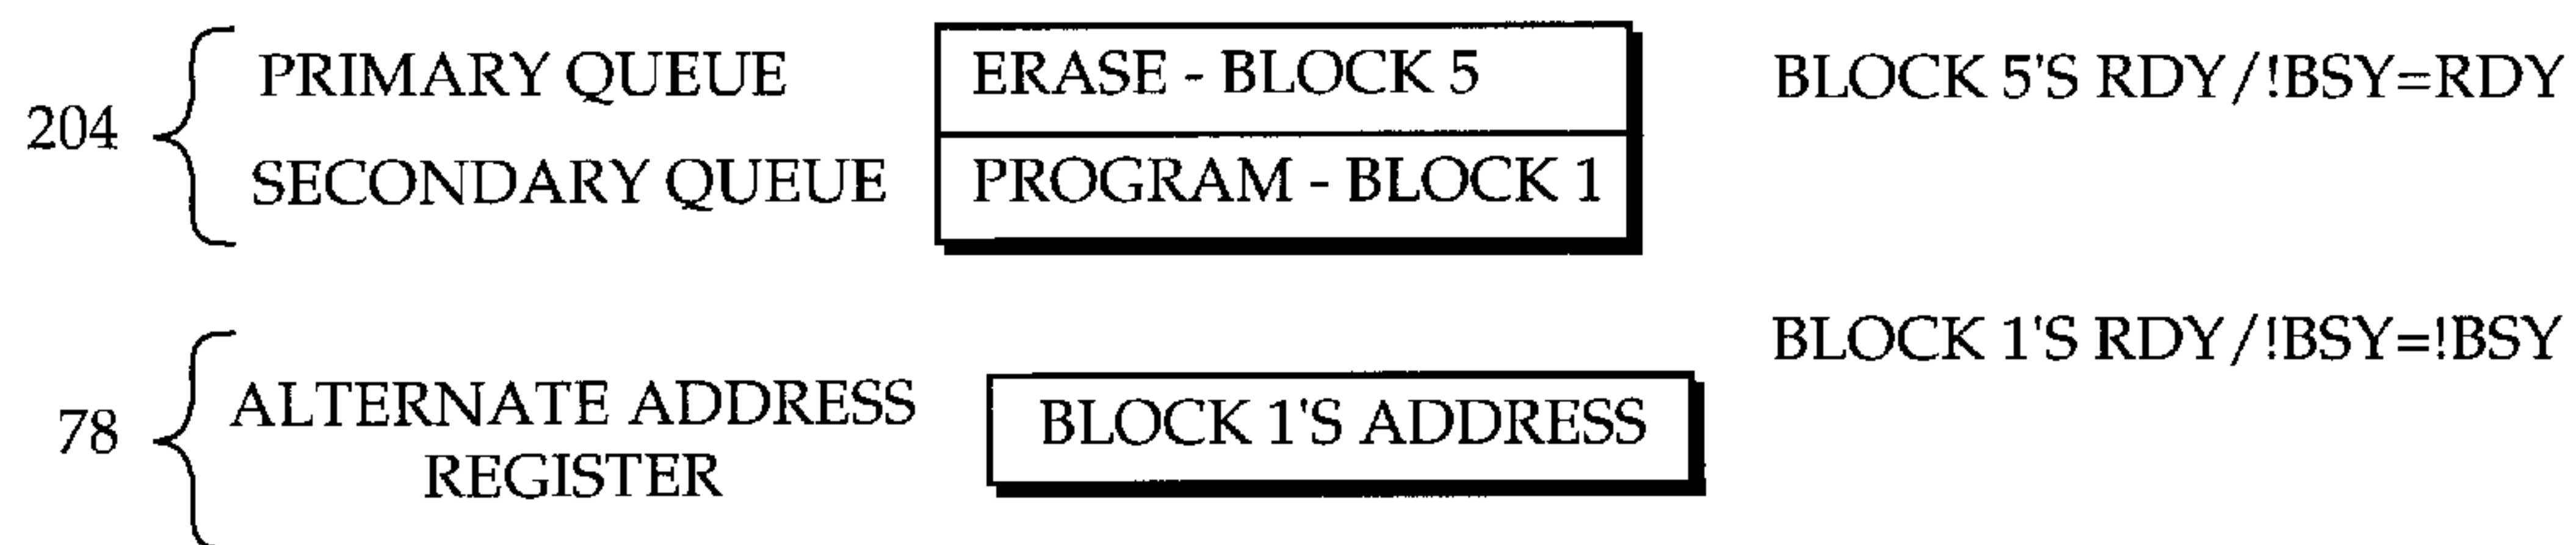 PRIMARY QUEUE ERASE - BLOCK 5 BLOCK 5'S RDY/!BSY=RDY
204
SECONDARY QUEUE PROGRAM - BLOCK 1
BLOCK 1'S RDY/!BSY=!BSY
78 ALTERNATE ADDRESS BLOCK 1'S ADDRESS
REGISTER